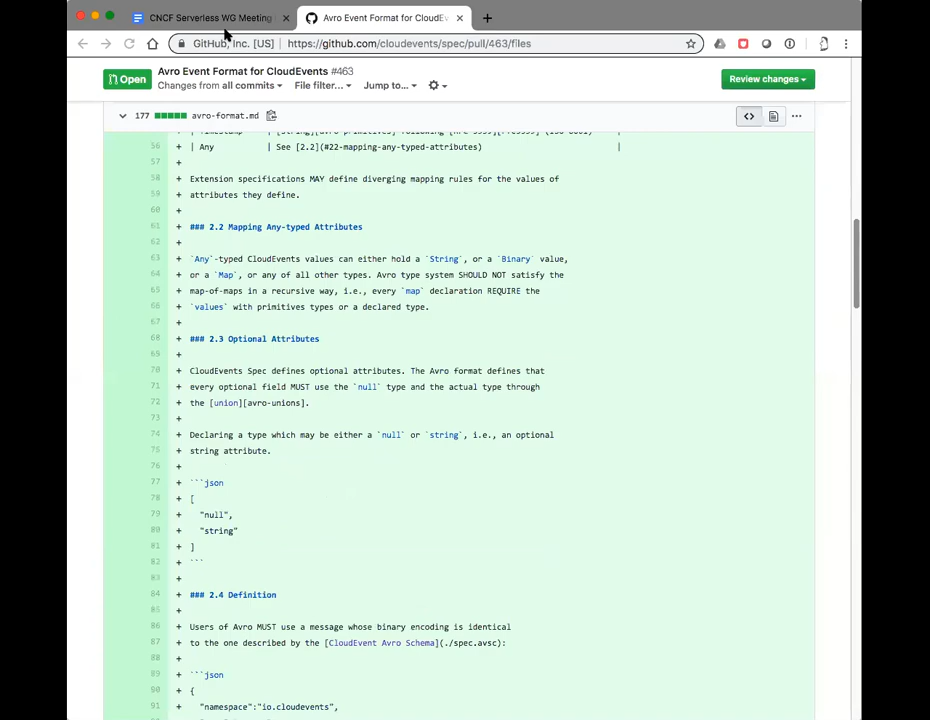 CNCF Serverless WG Meeting
Avro Event Format for CloudEv
GitHub, Inc. [US] | https://github.com/cloudevents/spec/pull/463/files
Open
Avro Event Format for CloudEvents #463
Changes from all commits File filter... Jump to...
Review changes
177 avro-format.md
56 + | Any | See [2.2](#22-mapping-any-typed-attributes) |
57 +
58 + Extension specifications MAY define diverging mapping rules for the values of
59 + attributes they define.
60 +
61 + ### 2.2 Mapping Any-typed Attributes
62 +
63 + `Any`-typed CloudEvents values can either hold a `String`, or a `Binary` value,
64 + or a `Map`, or any of all other types. Avro type system SHOULD NOT satisfy the
65 + map-of-maps in a recursive way, i.e., every `map` declaration REQUIRE the
66 + `values` with primitives types or a declared type.
67 +
68 + ### 2.3 Optional Attributes
69 +
70 + CloudEvents Spec defines optional attributes. The Avro format defines that
71 + every optional field MUST use the `null` type and the actual type through
72 + the [union][avro-unions].
73 +
74 + Declaring a type which may be either a `null` or `string`, i.e., an optional
75 + string attribute.
76 +
77 + ```json
78 + [
79 + "null",
80 + "string"
81 + ]
82 + ```
83 +
84 + ### 2.4 Definition
85 +
86 + Users of Avro MUST use a message whose binary encoding is identical
87 + to the one described by the [CloudEvent Avro Schema](./spec.avsc):
88 +
89 + ```json
90 + {
91 + "namespace":"io.cloudevents",